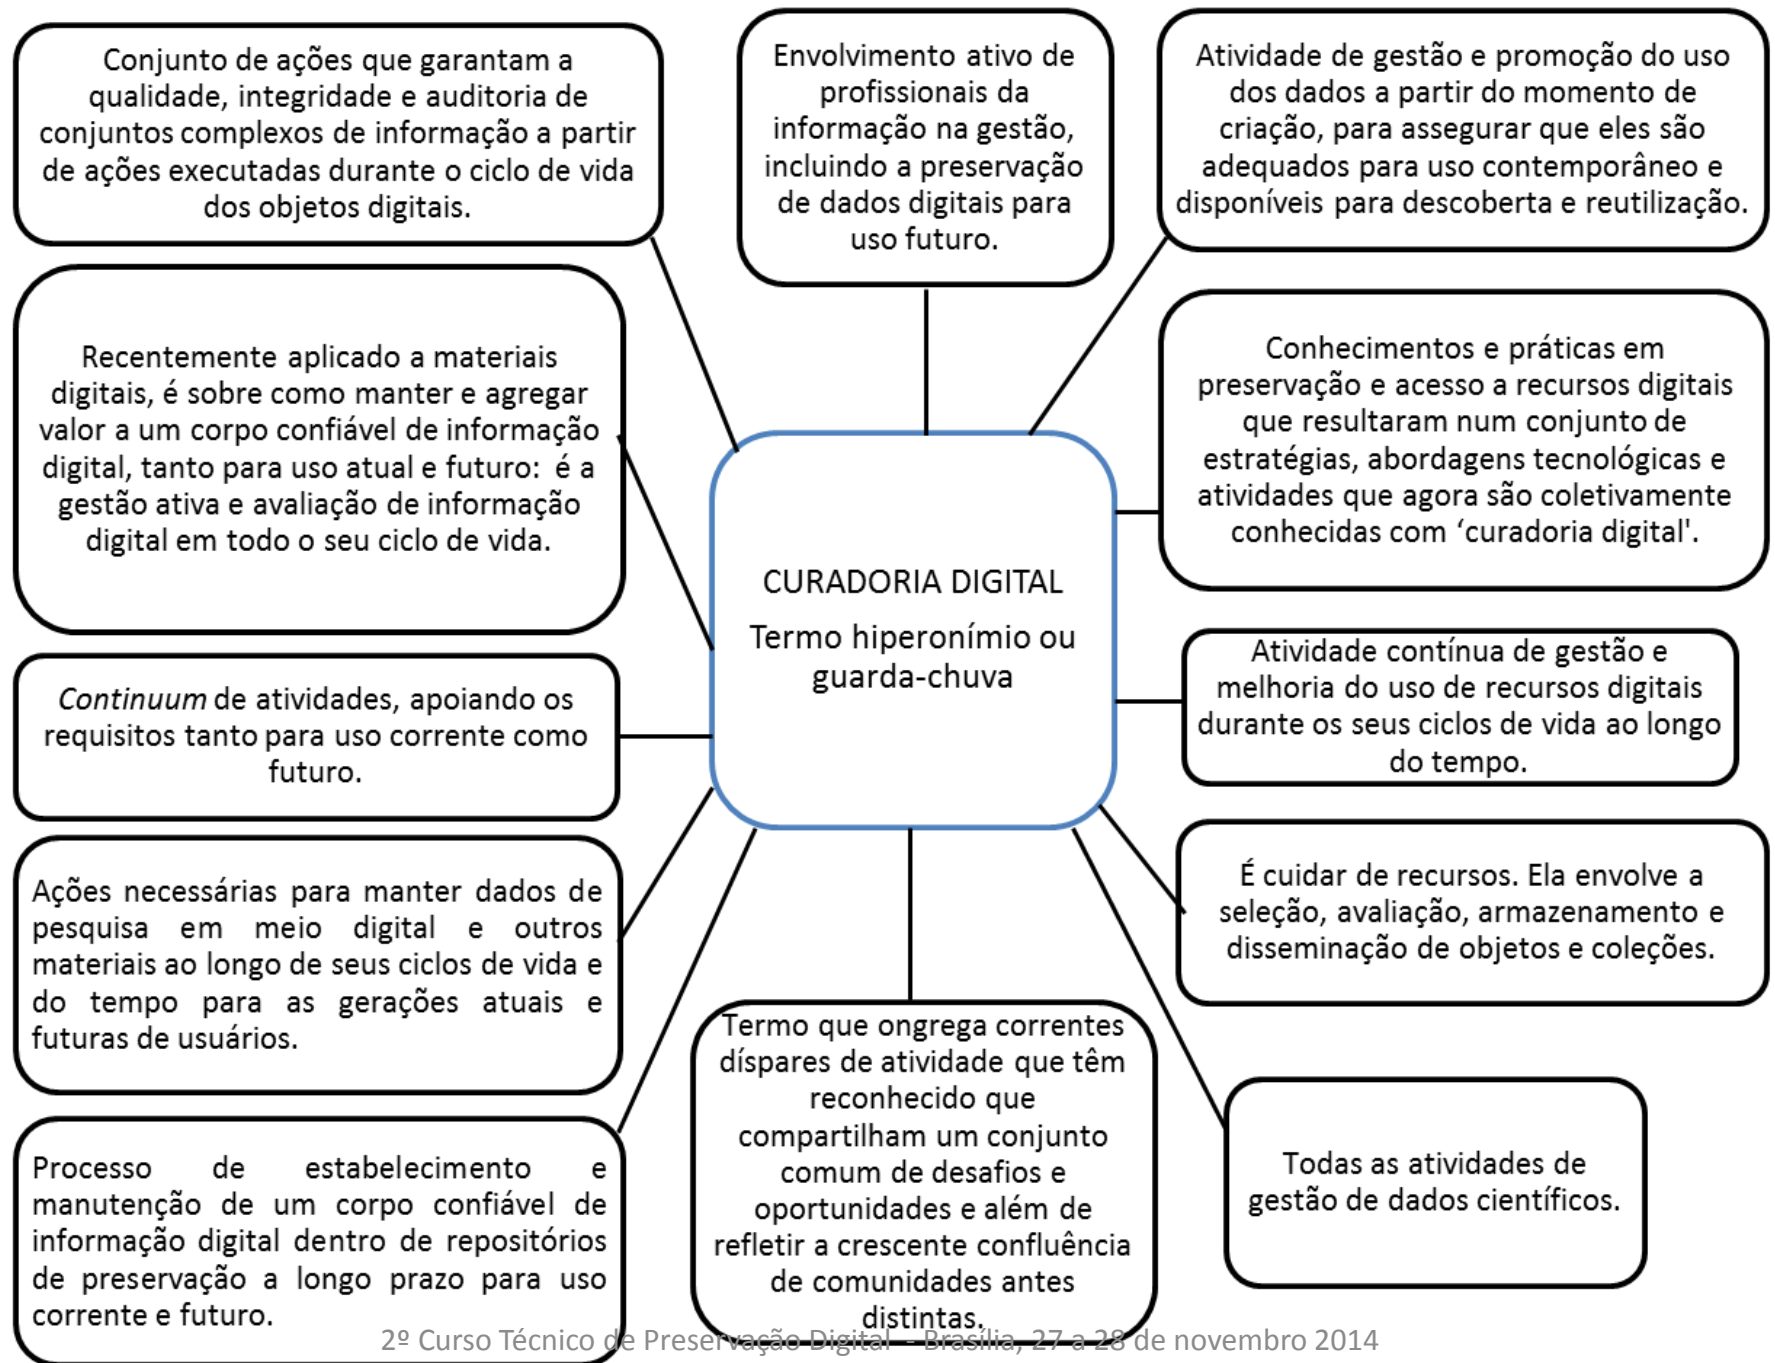 Conjunto de ações que garantam a
qualidade, integridade e auditoria de
conjuntos complexos de informação a partir
de ações executadas durante o ciclo de vida
dos objetos digitais.
Envolvimento ativo de
profissionais da
informação na gestão,
incluindo a preservação
de dados digitais para
uso futuro.
Atividade de gestão e promoção do uso
dos dados a partir do momento de
criação, para assegurar que eles são
adequados para uso contemporâneo e
disponíveis para descoberta e reutilização.
Recentemente aplicado a materiais
digitais, é sobre como manter e agregar
valor a um corpo confiável de informação
digital, tanto para uso atual e futuro: é a
gestão ativa e avaliação de informação
digital em todo o seu ciclo de vida.
Conhecimentos e práticas em
preservação e acesso a recursos digitais
que resultaram num conjunto de
estratégias, abordagens tecnológicas e
atividades que agora são coletivamente
conhecidas com ‘curadoria digital'.
CURADORIA DIGITAL
Termo hiperonímio ou
guarda-chuva
Continuum de atividades, apoiando os
requisitos tanto para uso corrente como
futuro.
Atividade contínua de gestão e
melhoria do uso de recursos digitais
durante os seus ciclos de vida ao longo
do tempo.
Ações necessárias para manter dados de
pesquisa em meio digital e outros
materiais ao longo de seus ciclos de vida e
do tempo para as gerações atuais e
futuras de usuários.
É cuidar de recursos. Ela envolve a
seleção, avaliação, armazenamento e
disseminação de objetos e coleções.
Processo de estabelecimento e
manutenção de um corpo confiável de
informação digital dentro de repositórios
de preservação a longo prazo para uso
corrente e futuro.
Termo que ongrega correntes
díspares de atividade que têm
reconhecido que
compartilham um conjunto
comum de desafios e
oportunidades e além de
refletir a crescente confluência
de comunidades antes
distintas.
Todas as atividades de
gestão de dados científicos.
2º Curso Técnico de Preservação Digital - Brasília, 27 a 28 de novembro 2014